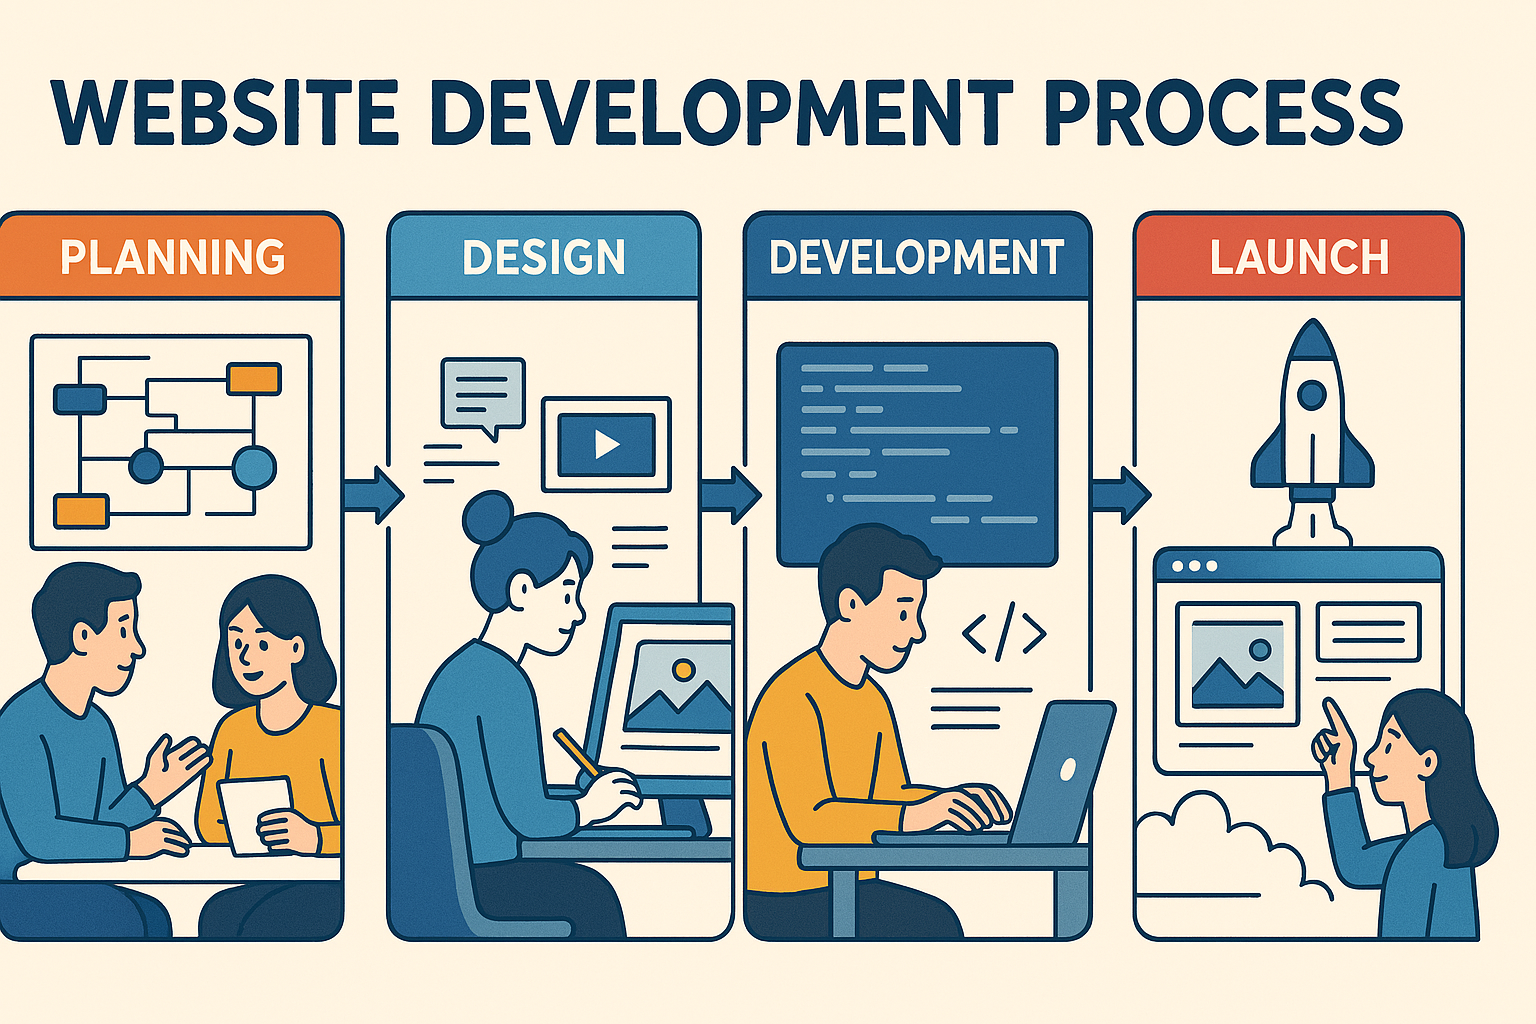 WEBSITE DEVELOPMENT PROCESS
PLANNING
DESIGN
DEVELOPMENT
LAUNCH
</>